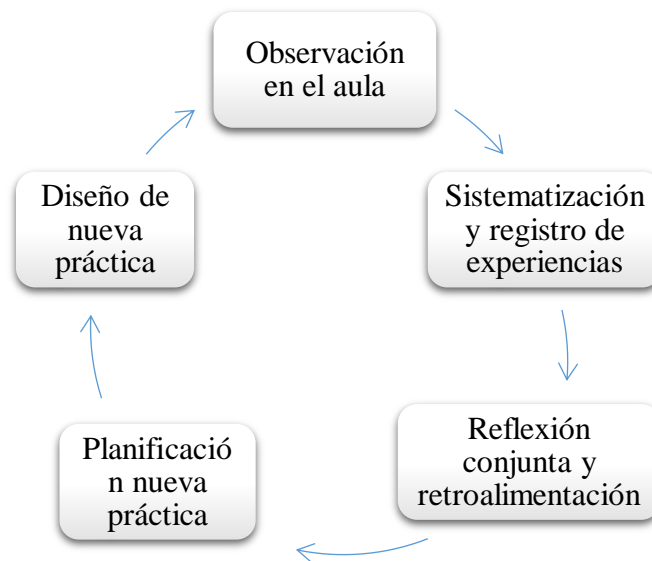 Observación
en el aula
Sistematización
y registro de
experiencias
Reflexión
conjunta y
retroalimentación
Planificació
n nueva
práctica
Diseño de
nueva
práctica